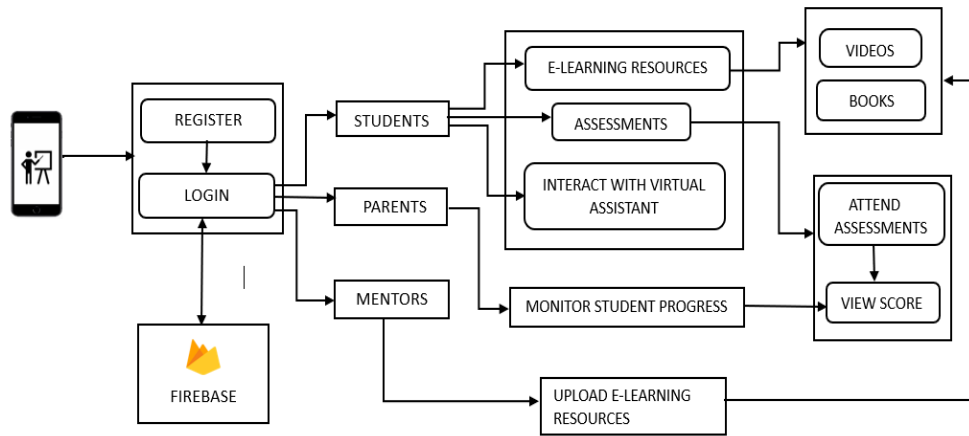 REGISTER
LOGIN
FIREBASE
STUDENTS
PARENTS
MENTORS
E-LEARNING RESOURCES
ASSESSMENTS
INTERACT WITH VIRTUAL
ASSISTANT
MONITOR STUDENT PROGRESS
UPLOAD E-LEARNING
RESOURCES
VIDEOS
BOOKS
ATTEND
ASSESSMENTS
VIEW SCORE